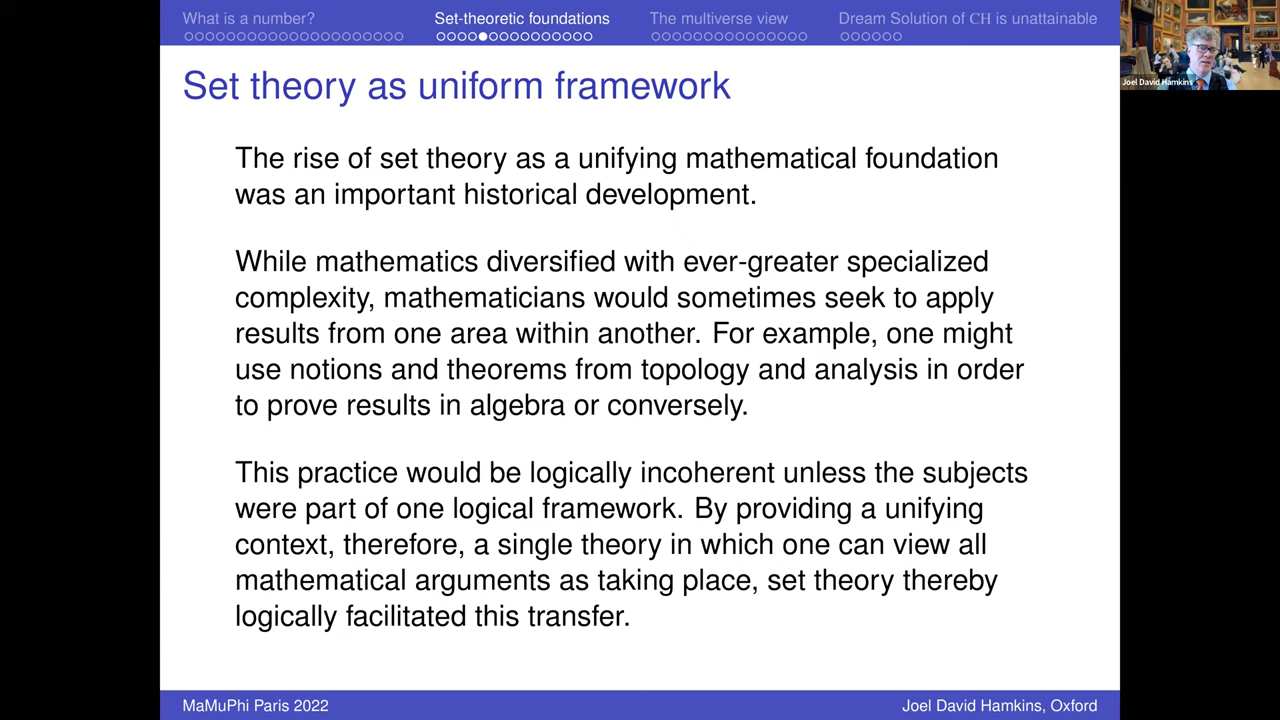 What is a number? Set-theoretic foundations The multiverse view Dream Solution of CH is unattainable
Joel David Hamkins
Set theory as uniform framework
The rise of set theory as a unifying mathematical foundation
was an important historical development.
While mathematics diversified with ever-greater specialized
complexity, mathematicians would sometimes seek to apply
results from one area within another. For example, one might
use notions and theorems from topology and analysis in order
to prove results in algebra or conversely.
This practice would be logically incoherent unless the subjects
were part of one logical framework. By providing a unifying
context, therefore, a single theory in which one can view all
mathematical arguments as taking place, set theory thereby
logically facilitated this transfer.
MaMuPhi Paris 2022 Joel David Hamkins, Oxford